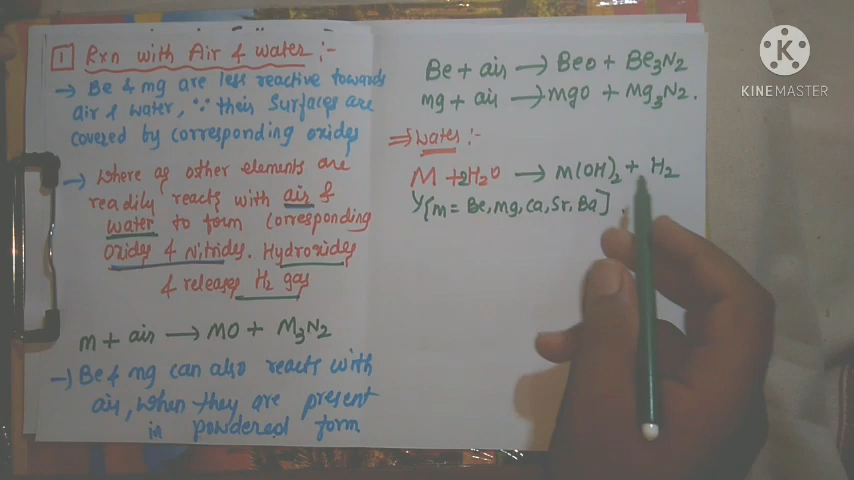 1 Rxn with Air & Water :-
→ Be & mg are less reactive towards
air & water, ∵ their Surfaces are
covered by corresponding oxides
→ Where as other elements are
readily reacts with air &
water to form corresponding
oxides & Nitrides. Hydroxides
& releases H2 gas
M + air → MO + M3N2
→ Be & mg can also reacts with
air, when they are present
in powdered form
Be + air → BeO + Be3N2
mg + air → mgo + Mg3N2.
⇒ Water :-
M + 2H2O → M(OH)2 + H2
[m = Be, Mg, Ca, Sr, Ba]
KINEMASTER